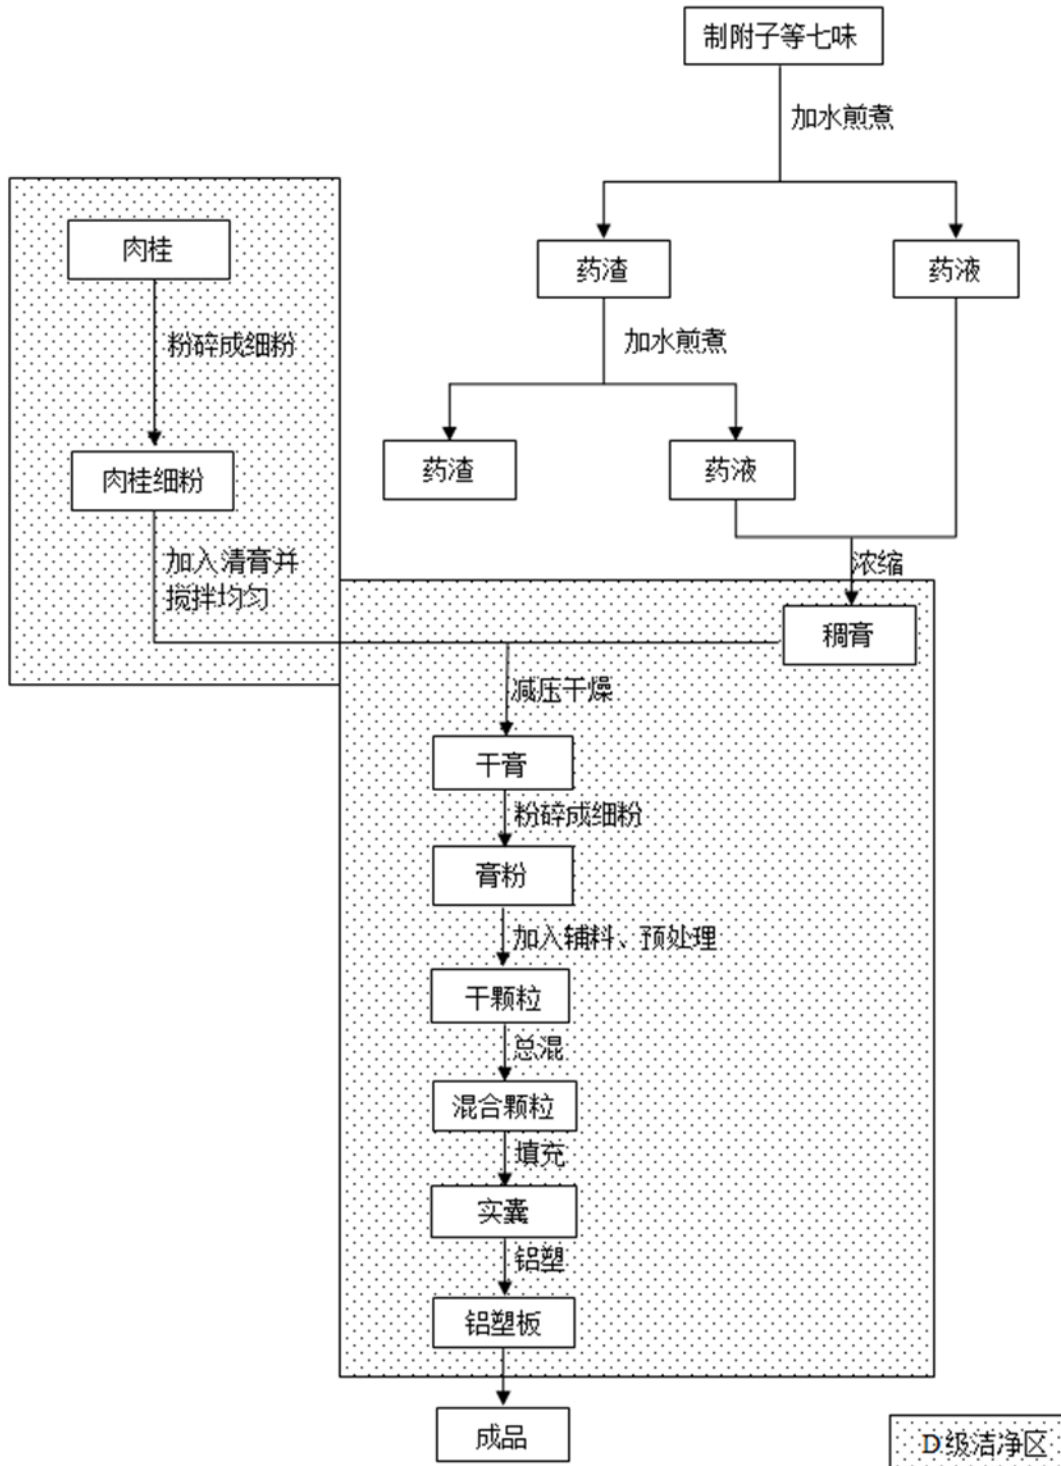 制附子等七味
加水煎煮
肉桂
药渣
药液
粉碎成细粉
加水煎煮
肉桂细粉
药渣
药液
加入清膏并
搅拌均匀
浓缩
稠膏
减压干燥
干膏
粉碎成细粉
膏粉
加入辅料、预处理
干颗粒
总混
混合颗粒
填充
实囊
铝塑
铝塑板
成品
D级洁净区